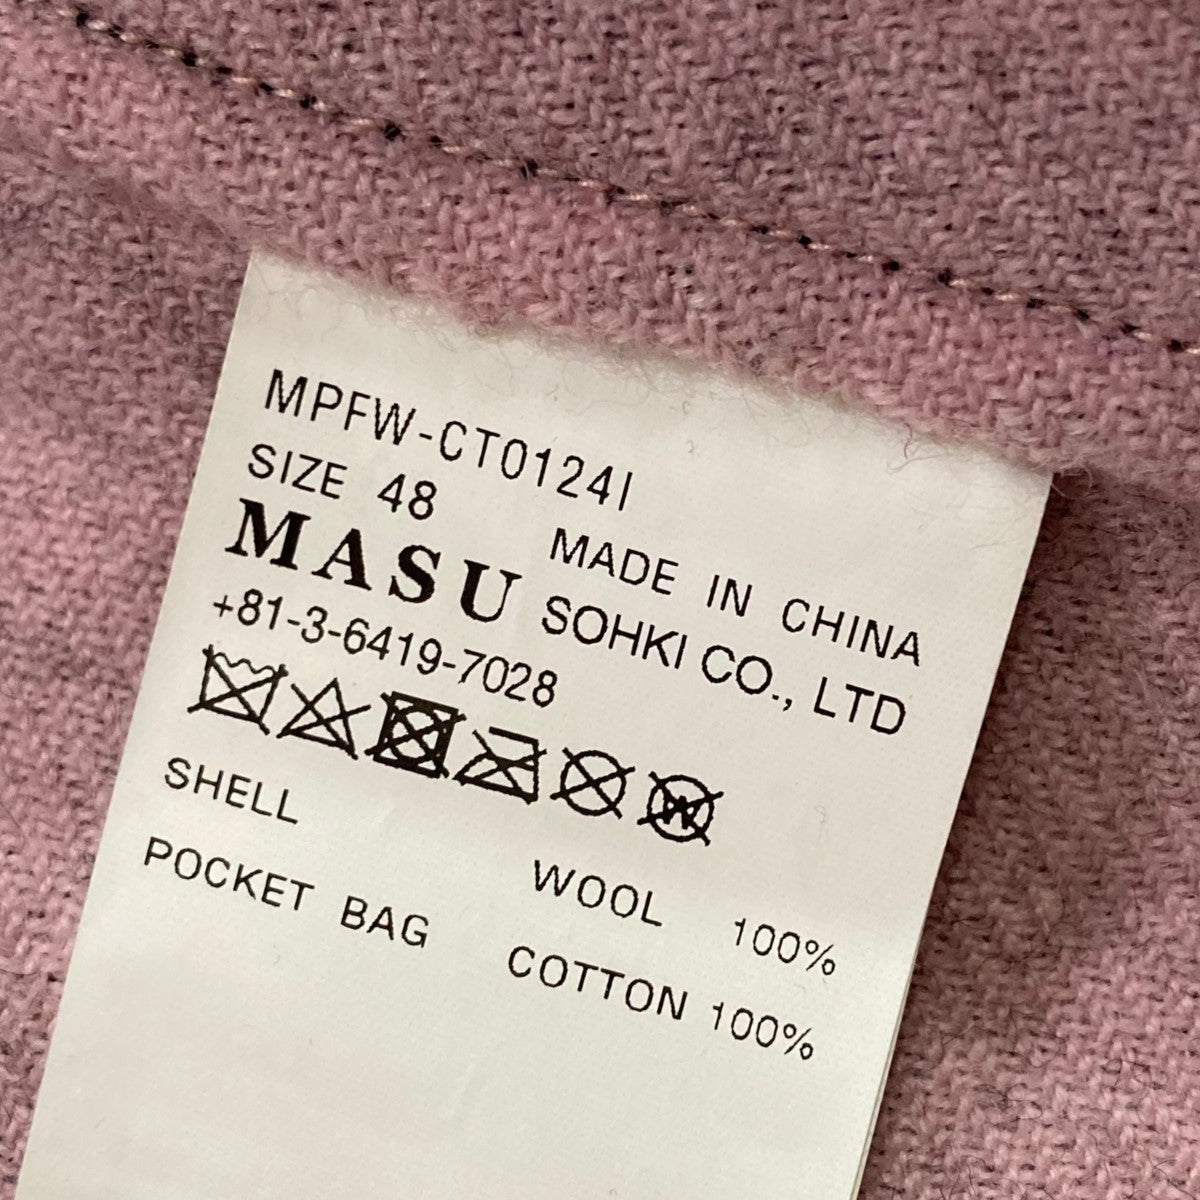 MPFW-CT0124I
SIZE 48
MADE IN CHINA
MASU SOHKI CO., LTD
+81-3-6419-7028
W
SHELL
WOOL 100%
POCKET BAG
COTTON 100%